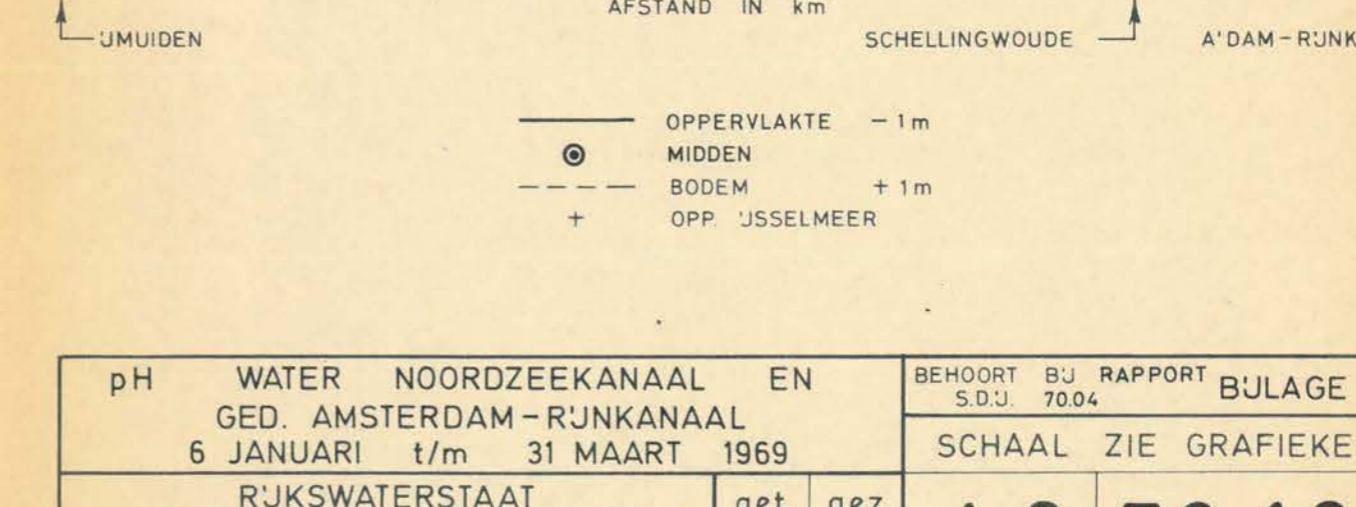 AFSTAND IN km
IJMUIDEN SCHELLINGWOUDE A'DAM-RIJNK
OPPERVLAKTE - 1m
MIDDEN
BODEM + 1m
+ OPP. IJSSELMEER
pH WATER NOORDZEEKANAAL EN
GED. AMSTERDAM-RIJNKANAAL
6 JANUARI t/m 31 MAART 1969
BEHOORT BIJ RAPPORT BIJLAGE
S.D.IJ. 70.04
SCHAAL ZIE GRAFIEKE
RIJKSWATERSTAAT get. gez.